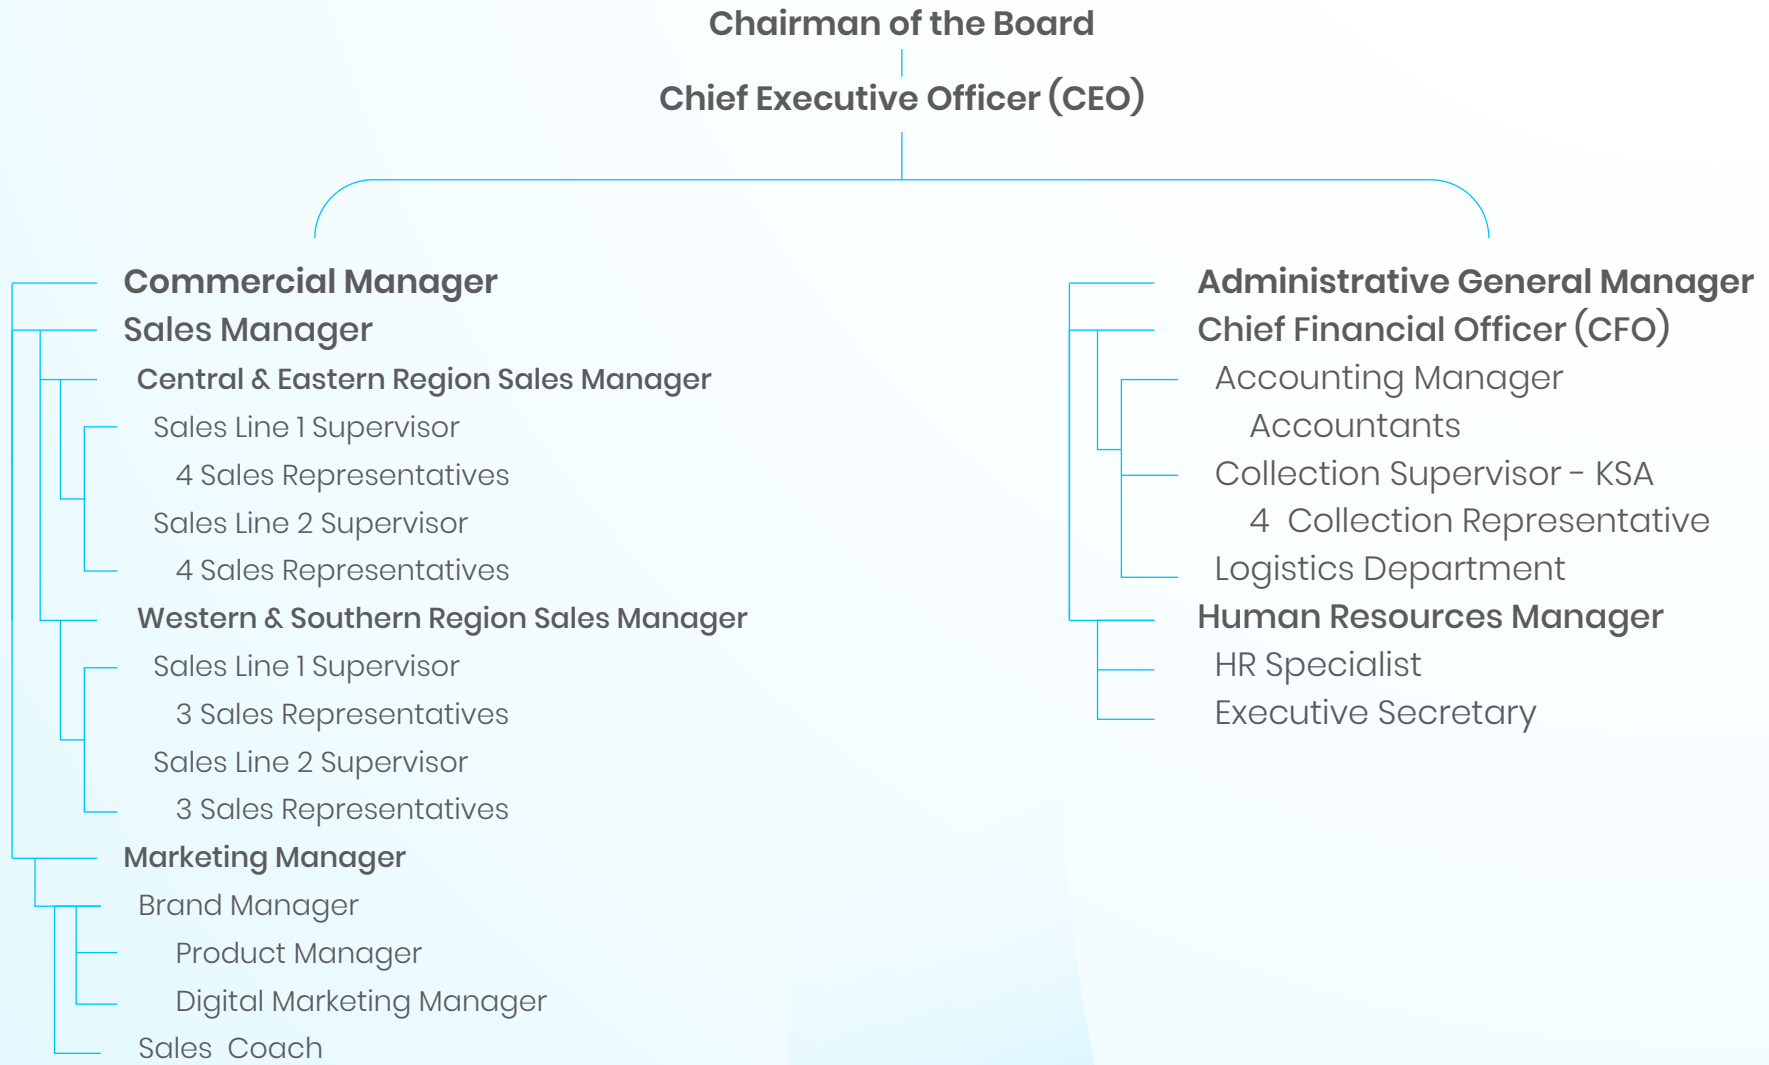 Chairman of the Board
Chief Executive Officer (CEO)
Commercial Manager
Sales Manager
Central & Eastern Region Sales Manager
Sales Line 1 Supervisor
4 Sales Representatives
Sales Line 2 Supervisor
4 Sales Representatives
Western & Southern Region Sales Manager
Sales Line 1 Supervisor
3 Sales Representatives
Sales Line 2 Supervisor
3 Sales Representatives
Marketing Manager
Brand Manager
Product Manager
Digital Marketing Manager
Sales  Coach
Administrative General Manager
Chief Financial Officer (CFO)
Accounting Manager
Accountants
Collection Supervisor - KSA
4  Collection Representative
Logistics Department
Human Resources Manager
HR Specialist
Executive Secretary